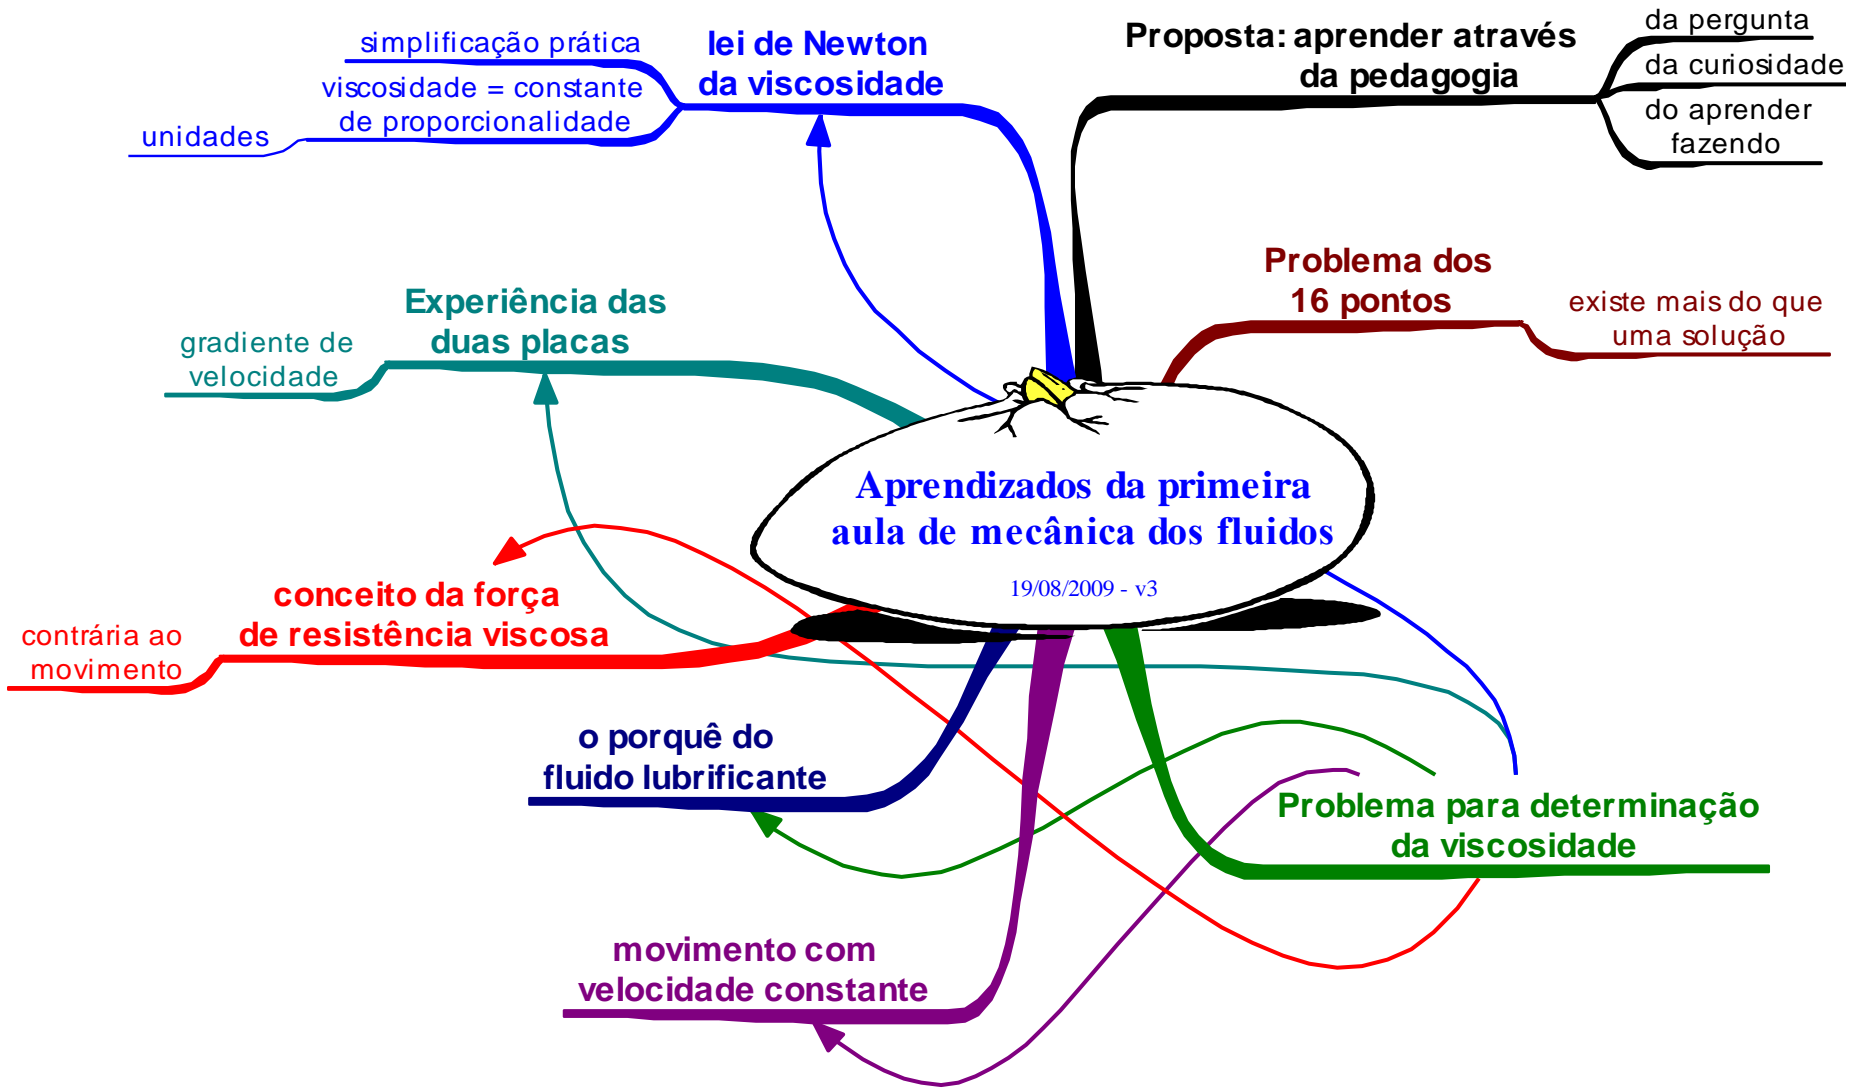 Aprendizados da primeira
aula de mecânica dos fluidos
19/08/2009 - v3
Proposta: aprender através
da pedagogia
da pergunta
da curiosidade
do aprender
fazendo
Problema dos
16 pontos
existe mais do que
uma solução
Problema para determinação
da viscosidade
movimento com
velocidade constante
o porquê do
fluido lubrificante
conceito da força
de resistência viscosa
contrária ao
movimento
Experiência das
duas placas
gradiente de
velocidade
lei de Newton
da viscosidade
simplificação prática
viscosidade = constante
de proporcionalidade
unidades